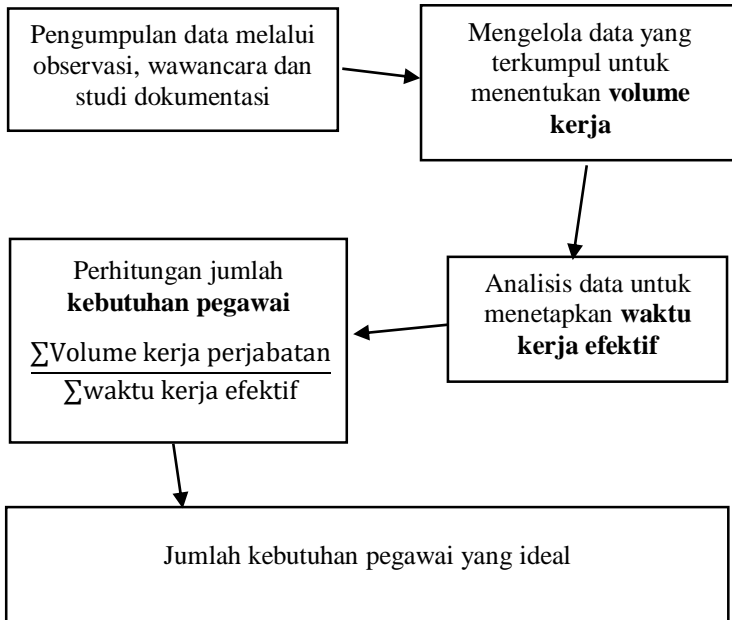 Pengumpulan data melalui
observasi, wawancara dan
studi dokumentasi
Mengelola data yang
terkumpul untuk
menentukan volume
kerja
Analisis data untuk
menetapkan waktu
kerja efektif
Perhitungan jumlah
kebutuhan pegawai
∑Volume kerja perjabatan
∑waktu kerja efektif
Jumlah kebutuhan pegawai yang ideal